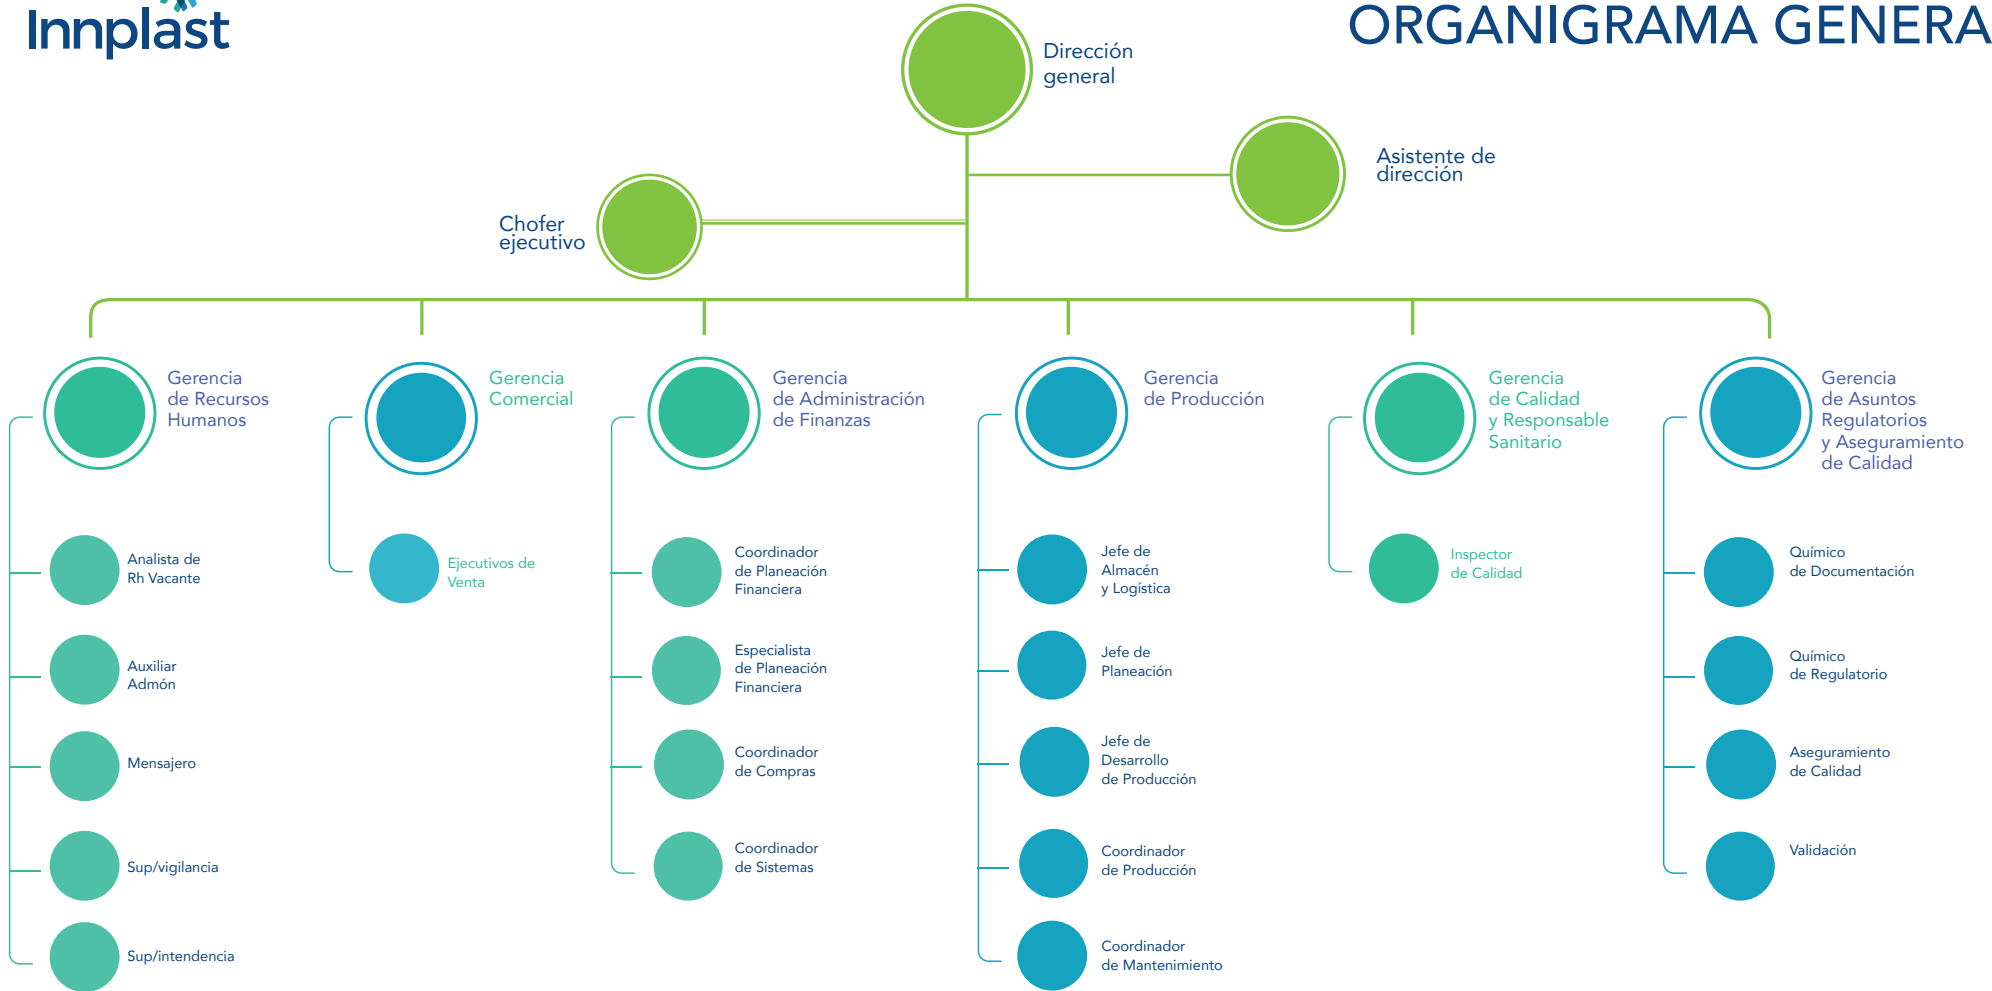 Innplast
ORGANIGRAMA GENERA
Dirección
general
Asistente de
dirección
Chofer
ejecutivo
Gerencia
de Recursos
Humanos
Gerencia
Comercial
Gerencia
de Administración
de Finanzas
Gerencia
de Producción
Gerencia
de Calidad
y Responsable
Sanitario
Gerencia
de Asuntos
Regulatorios
y Aseguramiento
de Calidad
Analista de
Rh Vacante
Auxiliar
Admón
Mensajero
Sup/vigilancia
Sup/intendencia
Ejecutivos de
Venta
Coordinador
de Planeación
Financiera
Especialista
de Planeación
Financiera
Coordinador
de Compras
Coordinador
de Sistemas
Jefe de
Almacén
y Logística
Jefe de
Planeación
Jefe de
Desarrollo
de Producción
Coordinador
de Producción
Coordinador
de Mantenimiento
Inspector
de Calidad
Químico
de Documentación
Químico
de Regulatorio
Aseguramiento
de Calidad
Validación